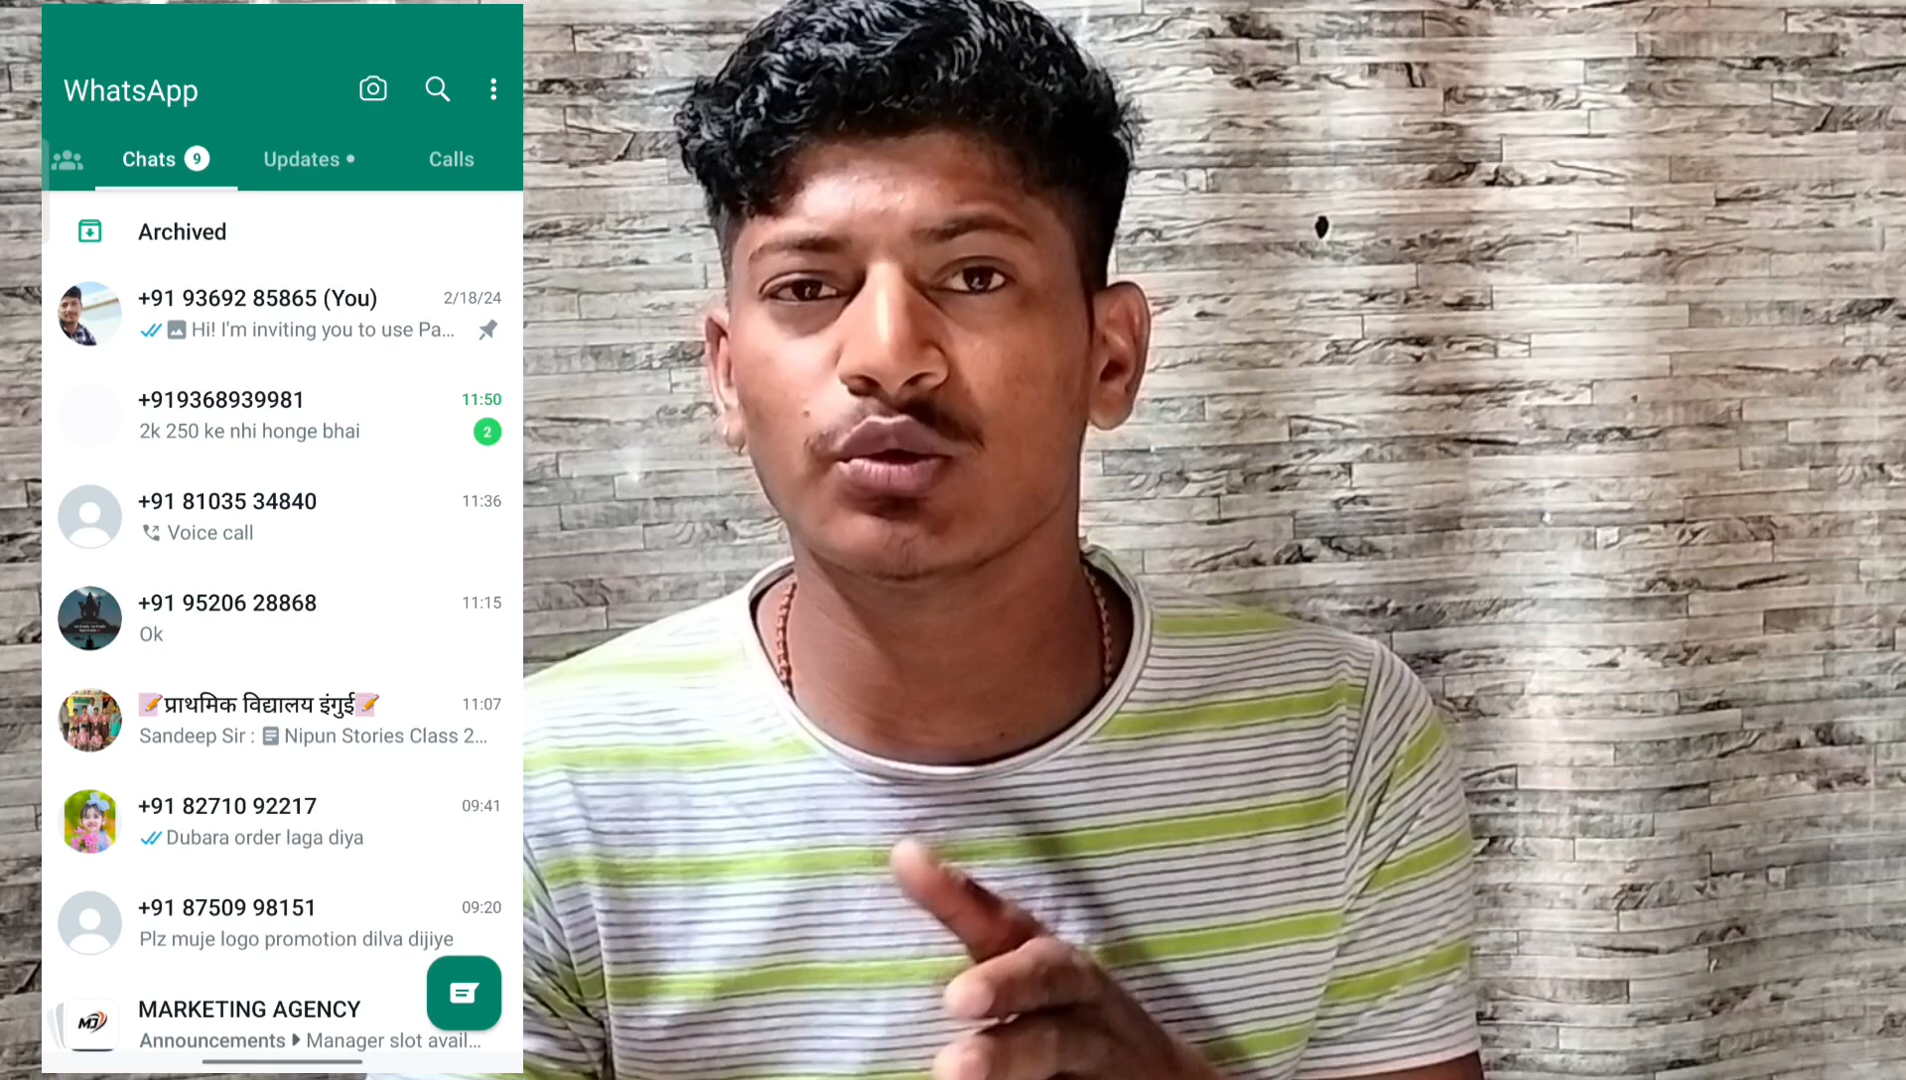 WhatsApp
Chats 9 Updates Calls
Archived
+91 93692 85865 (You) 2/18/24
Hi! I'm inviting you to use Pa...
+919368939981 11:50
2k 250 ke nhi honge bhai 2
+91 81035 34840 11:36
Voice call
+91 95206 28868 11:15
Ok
📝प्राथमिक विद्यालय इंगुई📝 11:07
Sandeep Sir : Nipun Stories Class 2...
+91 82710 92217 09:41
Dubara order laga diya
+91 87509 98151 09:20
Plz muje logo promotion dilva dijiye
MARKETING AGENCY
MJ
Announcements Manager slot avail...